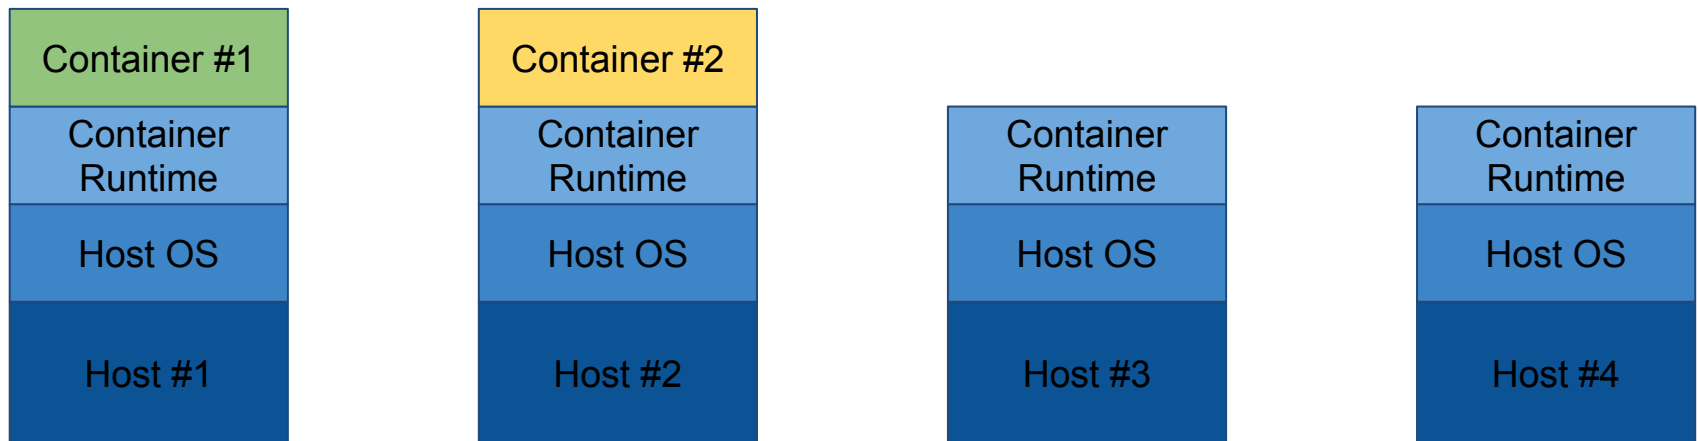 Container #1
Container #2
Container
Runtime
Container
Runtime
Container
Runtime
Container
Runtime
Host OS
Host OS
Host OS
Host OS
Host #1
Host #2
Host #3
Host #4